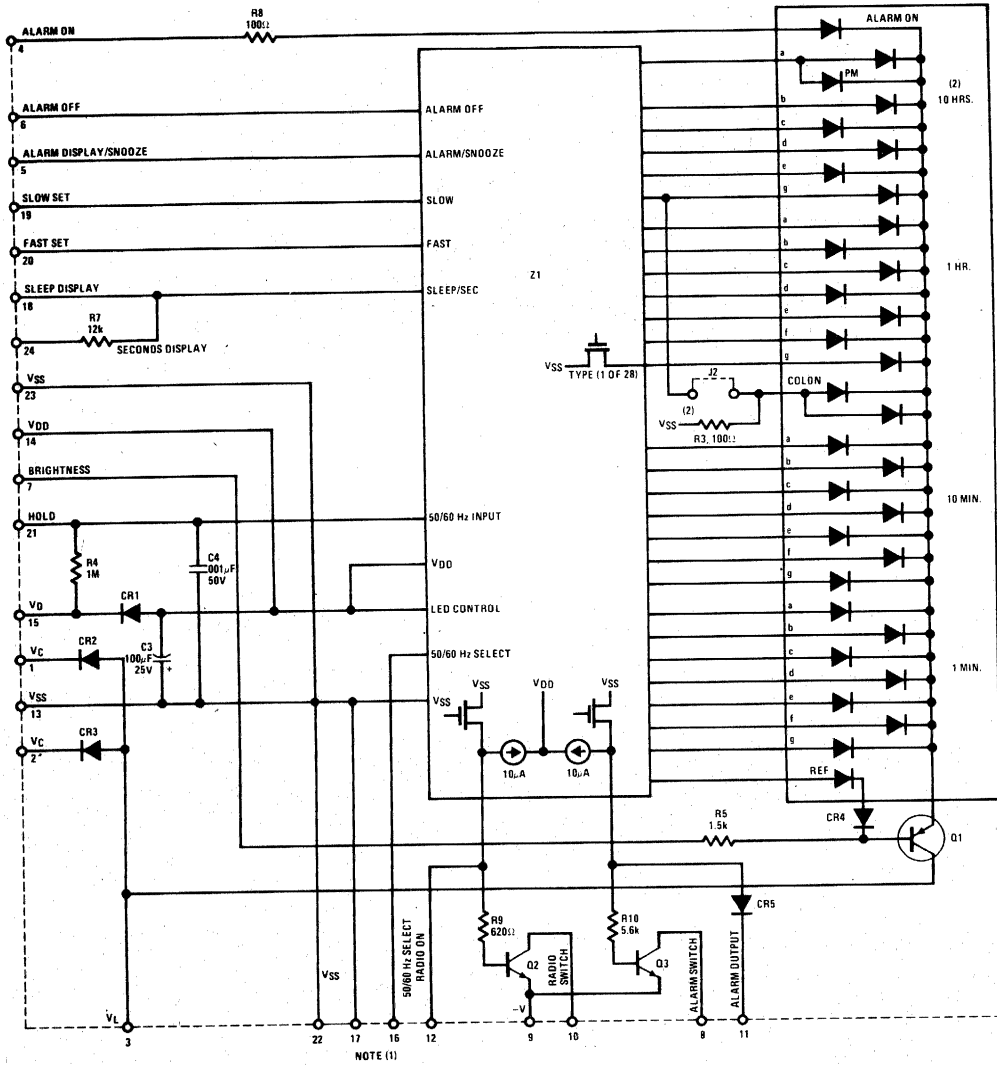 R8
100Ω
ALARM ON
4
ALARM ON
a
PM
(2)
10 HRS.
b
ALARM OFF
6
ALARM OFF
c
d
ALARM DISPLAY/SNOOZE
5
ALARM/SNOOZE
e
SLOW SET
19
SLOW
g
a
FAST SET
20
FAST
b
Z1
c
1 HR.
SLEEP DISPLAY
18
SLEEP/SEC
d
R7
12k
e
24
SECONDS DISPLAY
f
VSS
TYPE (1 OF 28)
g
VSS
23
J2
COLON
(2)
VSS
R3, 100Ω
VDD
14
a
b
BRIGHTNESS
7
c
10 MIN.
HOLD
21
50/60 Hz INPUT
d
e
R4
1M
C4
.001µF
50V
f
VDD
g
CR1
VD
15
LED CONTROL
a
b
CR2
VC
1
C3
100µF
25V
+
50/60 Hz SELECT
c
1 MIN.
d
VSS
13
VSS
VSS
VDD
VSS
e
f
CR3
VC
2
g
10µA
10µA
REF
CR4
R5
1.5k
Q1
R9
620Ω
R10
5.6k
CR5
50/60 Hz SELECT
RADIO ON
Q2
RADIO
SWITCH
Q3
ALARM SWITCH
ALARM OUTPUT
VSS
-V
VL
3
22
17
16
12
9
10
8
11
NOTE (1)